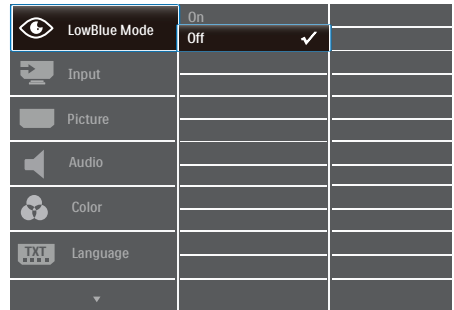 LowBlue Mode
On
Off
Input
Picture
Audio
Color
TXT
Language